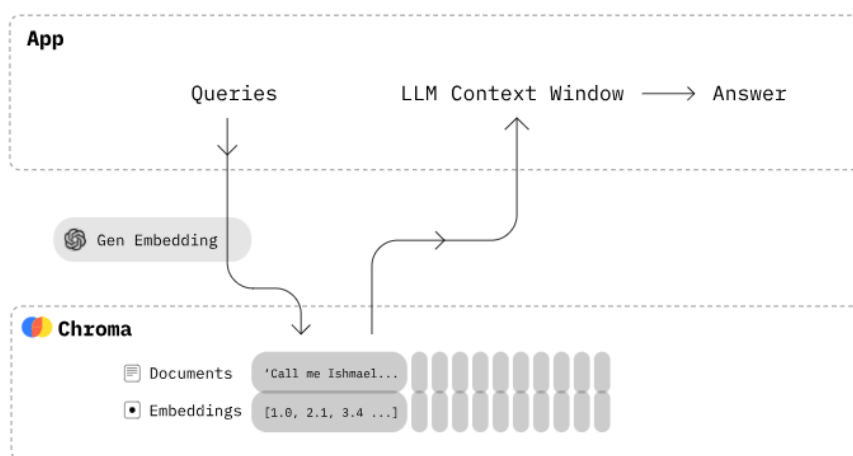 App
Queries
LLM Context Window
Answer
Gen Embedding
Chroma
Documents
'Call me Ishmael...
Embeddings
[1.0, 2.1, 3.4 ...]